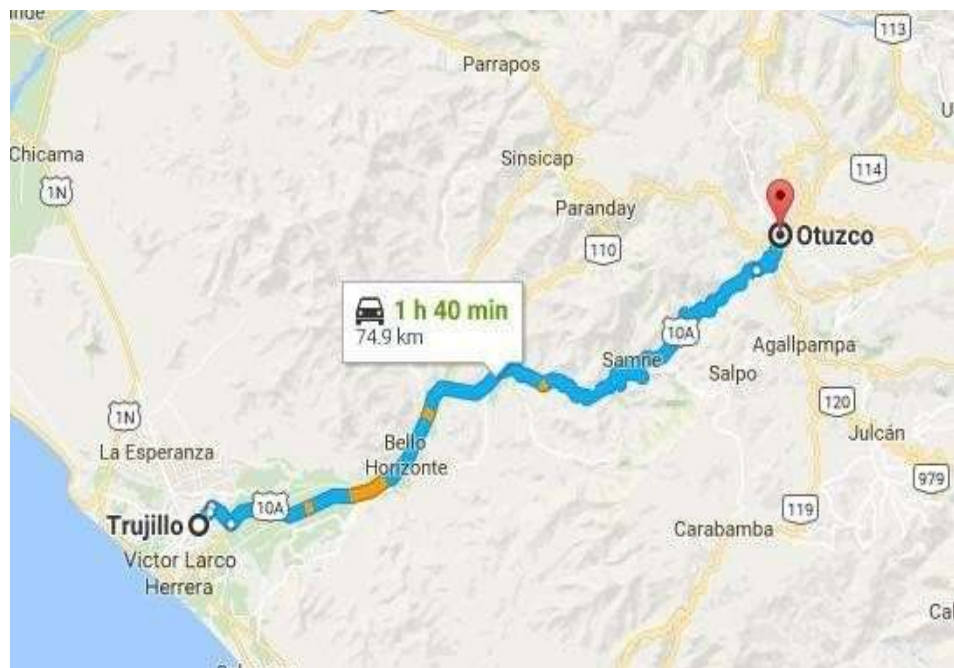 113
Parrapos
Chicama
Sinsicap
114
1N
Paranday
Otuzco
110
1 h 40 min
74.9 km
10A
Agallpampa
Samñe
Salpo
1N
120
La Esperanza
Julcán
Bello
Horizonte
979
10A
119
Trujillo
Carabamba
Victor Larco
Herrera